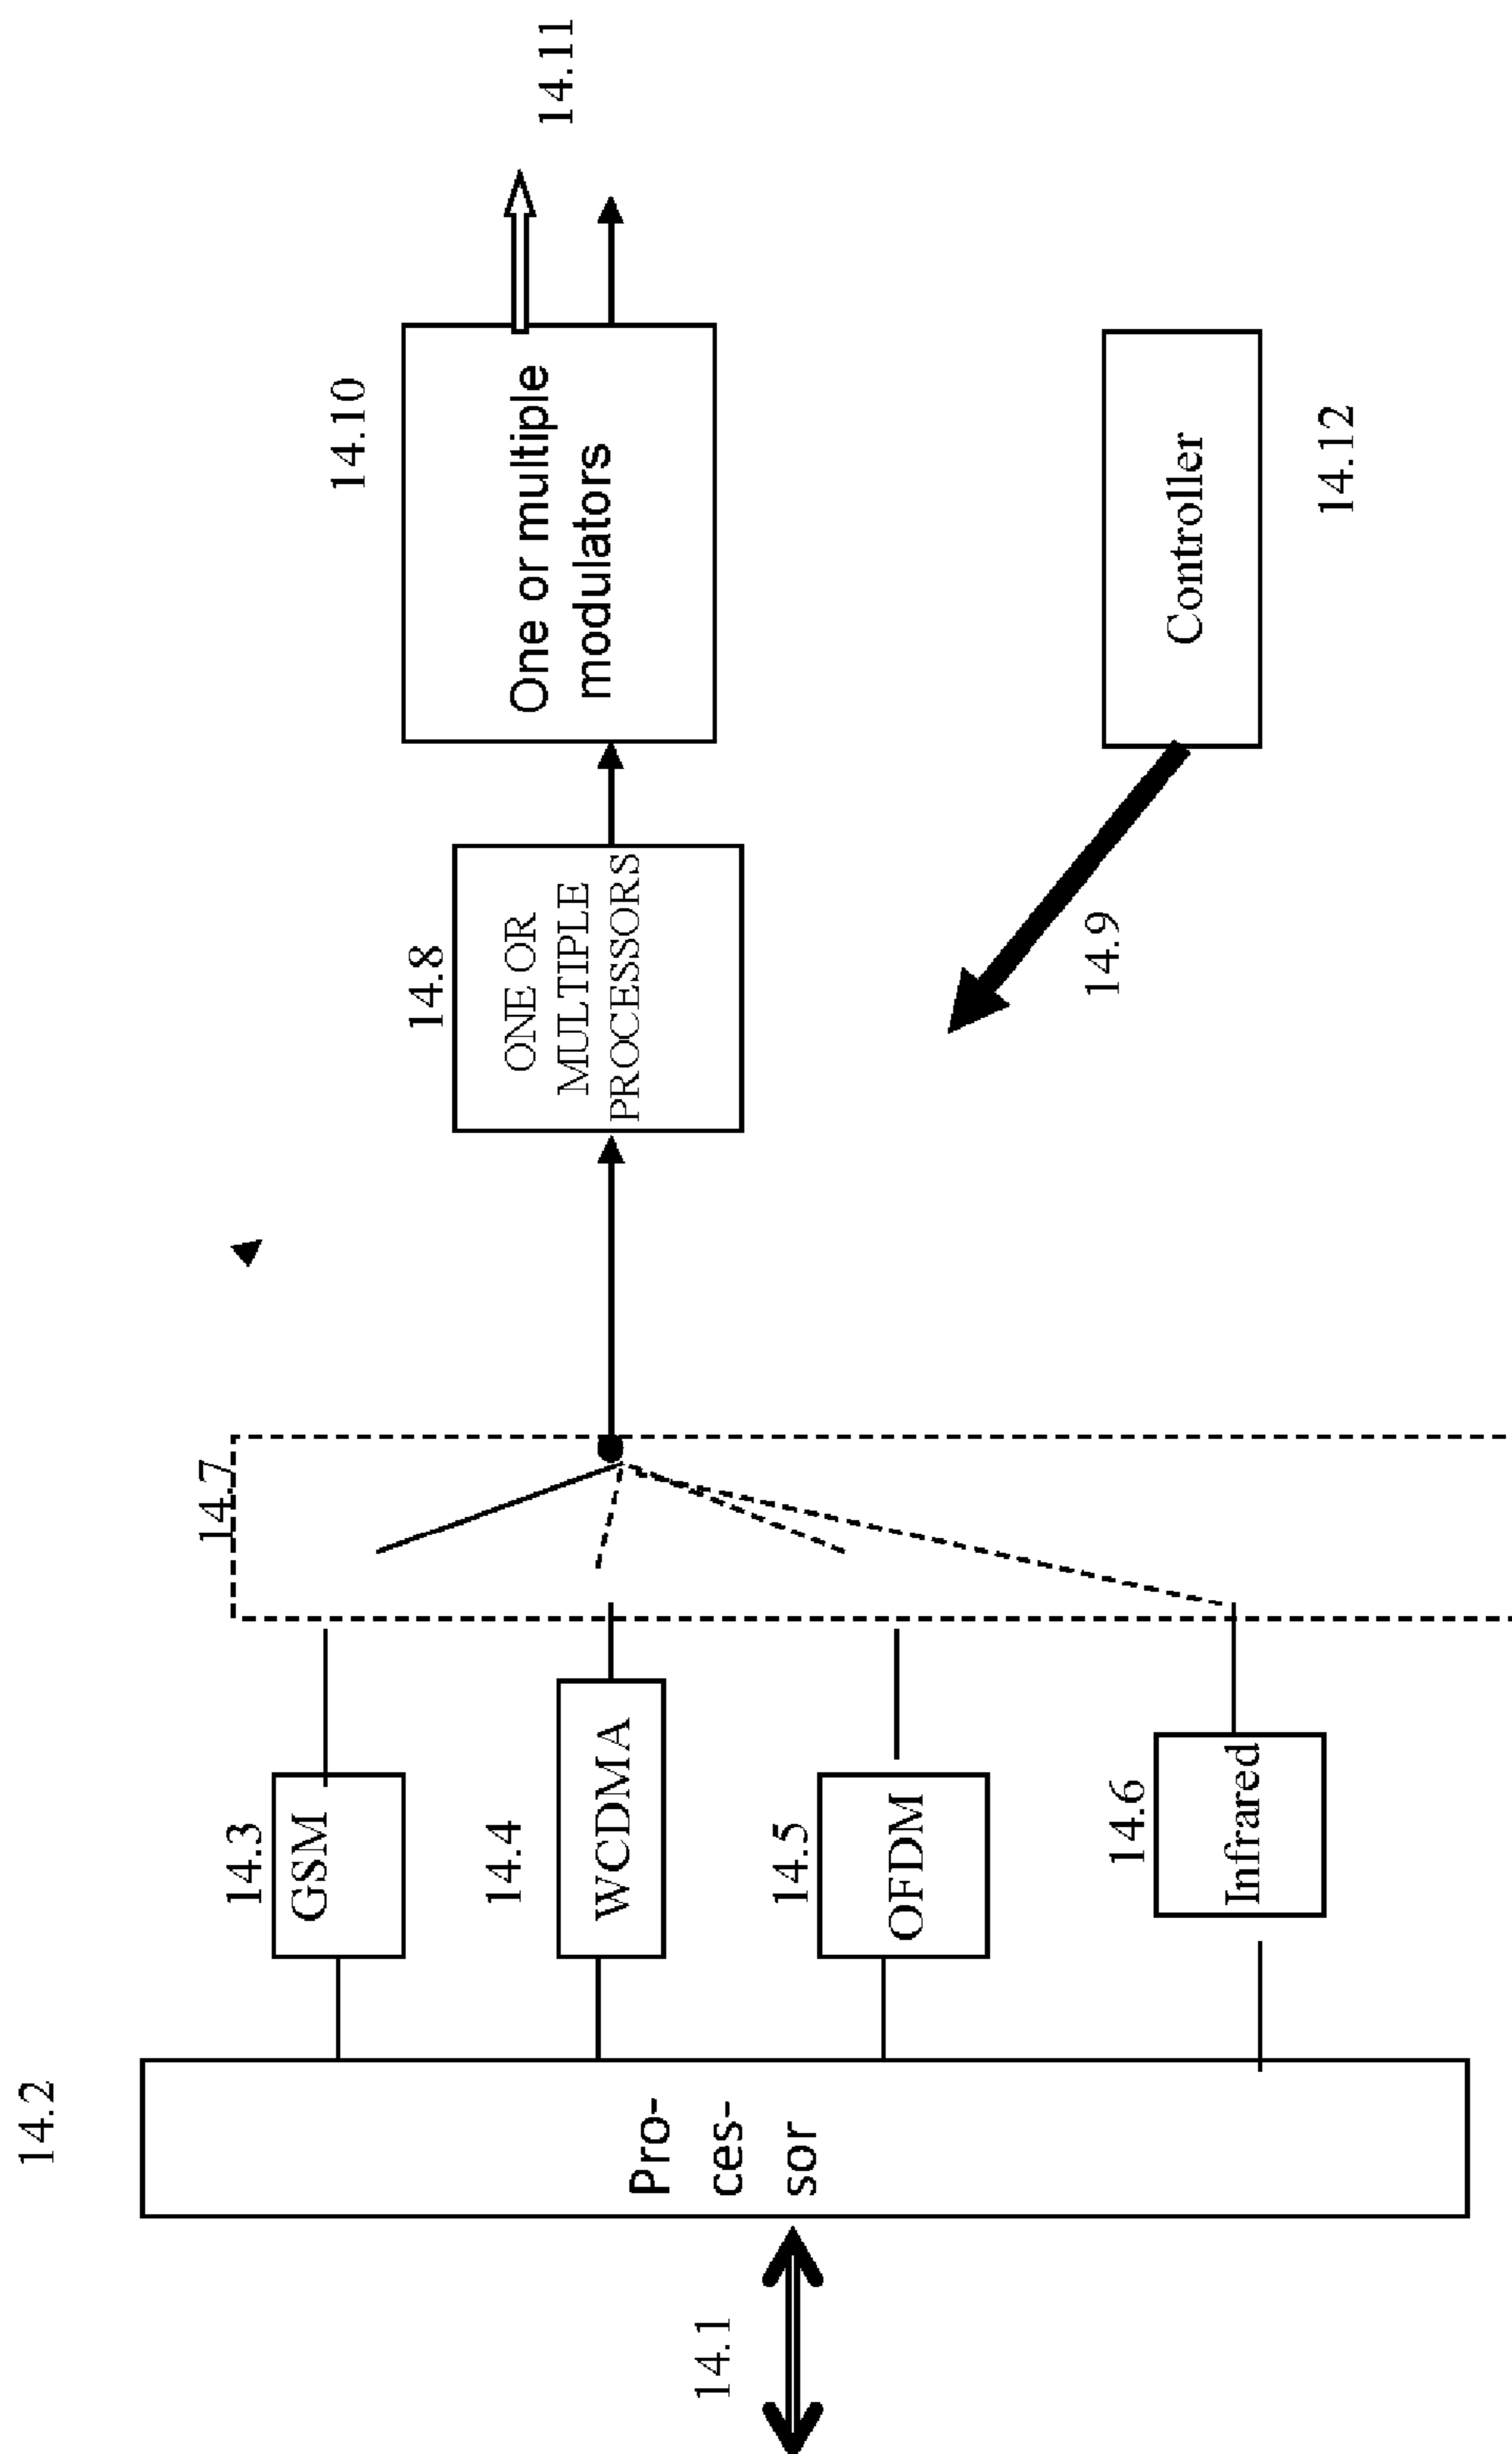 14.1
14.2
Pro-
ces-
sor
14.3
GSM
14.4
WCDMA
14.5
OFDM
14.6
Infrared
14.7
14.8
ONE OR
MULTIPLE
PROCESSORS
14.9
14.10
One or multiple
modulators
14.11
Controller
14.12